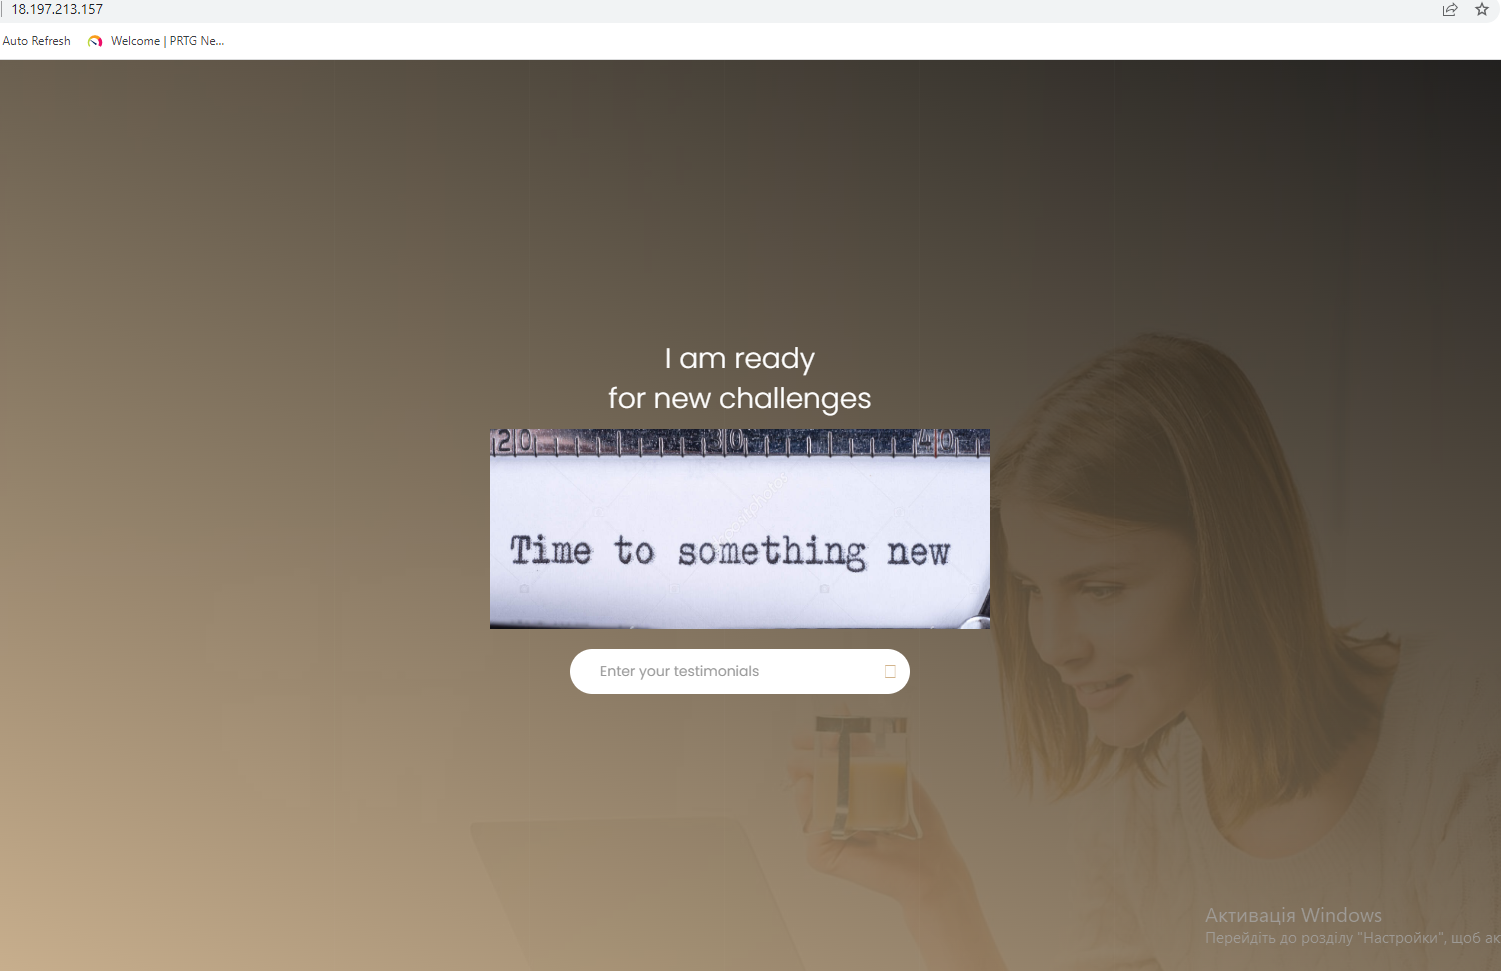 18.197.213.157
Auto Refresh
Welcome | PRTG Ne...
I am ready
for new challenges
20 30 40
Time to something new
Enter your testimonials
Активація Windows
Перейдіть до розділу "Настройки", щоб ак